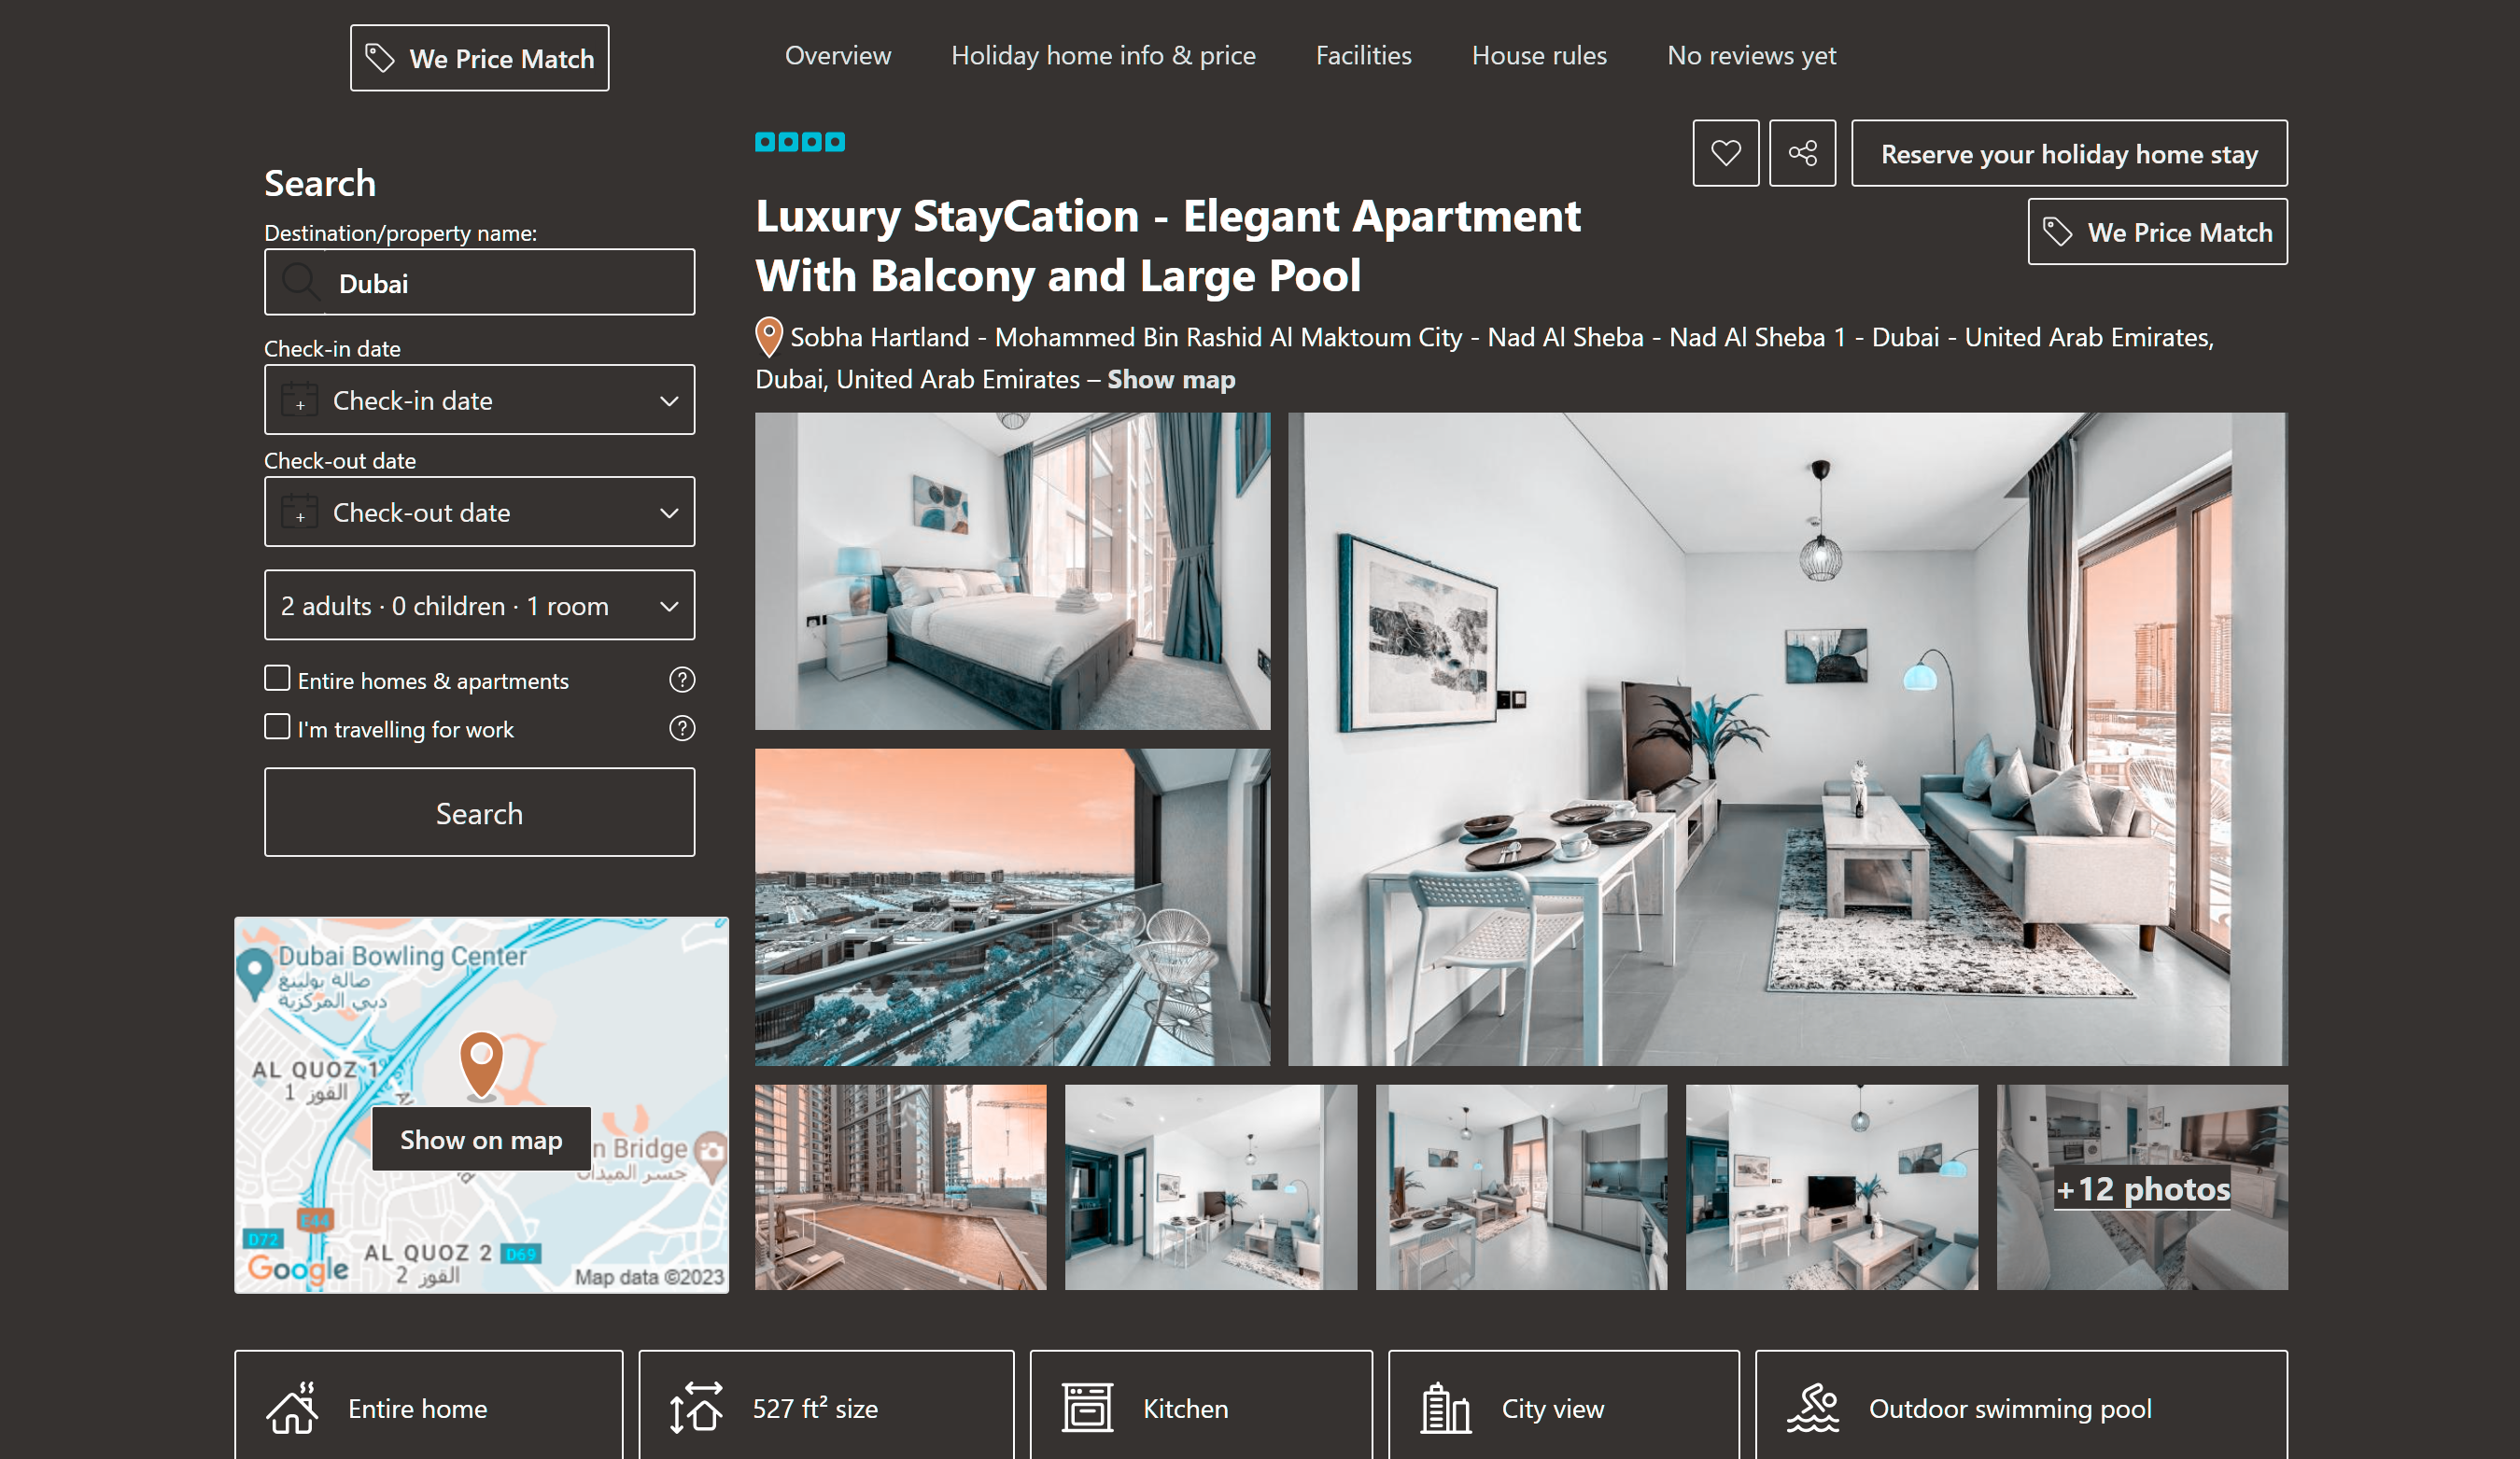 We Price Match
Overview
Holiday home info & price
Facilities
House rules
No reviews yet
Search
Destination/property name:
Dubai
Check-in date
Check-in date
Check-out date
Check-out date
2 adults · 0 children · 1 room
Entire homes & apartments
I'm travelling for work
Search
Reserve your holiday home stay
We Price Match
Luxury StayCation - Elegant Apartment
With Balcony and Large Pool
Sobha Hartland - Mohammed Bin Rashid Al Maktoum City - Nad Al Sheba - Nad Al Sheba 1 - Dubai - United Arab Emirates,
Dubai, United Arab Emirates – Show map
Dubai Bowling Center
صالة بولينغ
دبي المركزية
AL QUOZ 1
القوز 1
Show on map
n Bridge
جسر الميدان
E44
D72
AL QUOZ 2
القوز 2
D69
Google
Map data ©2023
+12 photos
Entire home
527 ft² size
Kitchen
City view
Outdoor swimming pool